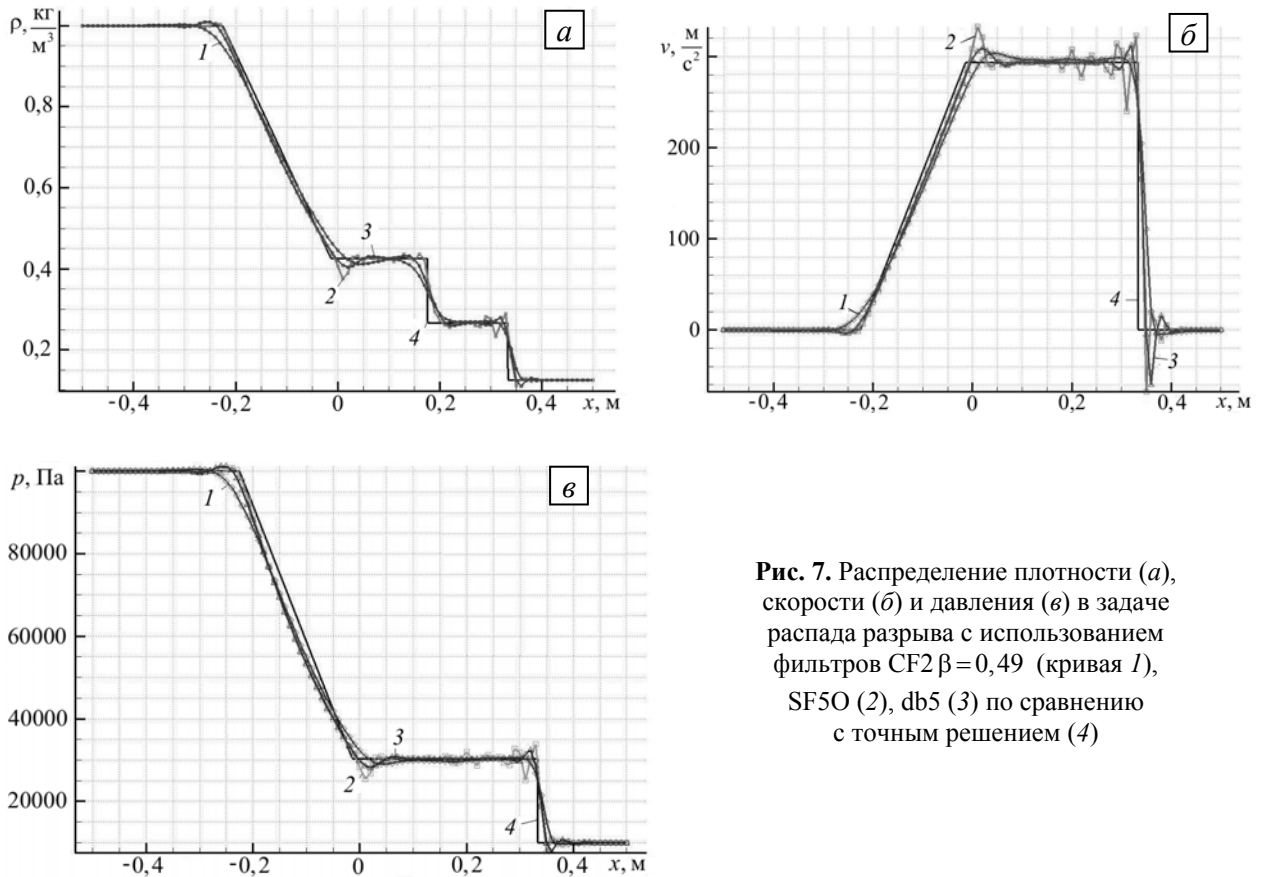 ρ, кг/м³
а
1
0,8
0,6
3
0,4
2
4
0,2
-0,4 -0,2 0 0,2 0,4 x, м
v, м/с²
б
2
200
100
1
4
0
3
-0,4 -0,2 0 0,2 0,4 x, м
p, Па
в
1
80000
60000
40000
3
2
20000
4
-0,4 -0,2 0 0,2 0,4 x, м
Рис. 7. Распределение плотности (а),
скорости (б) и давления (в) в задаче
распада разрыва с использованием
фильтров CF2 β = 0,49 (кривая 1),
SF5O (2), db5 (3) по сравнению
с точным решением (4)